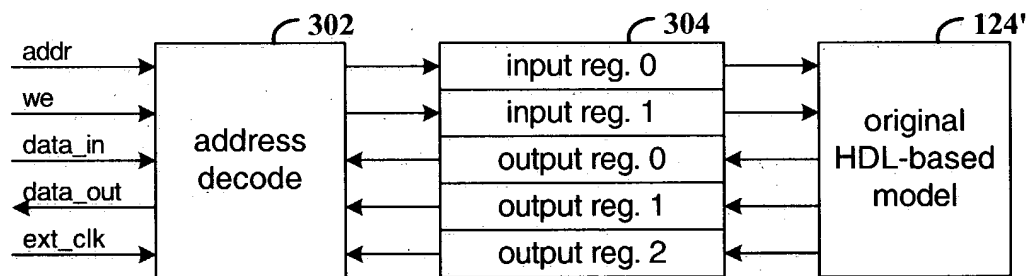 302
304
124'
addr
we
data_in
data_out
ext_clk
address
decode
input reg. 0
input reg. 1
output reg. 0
output reg. 1
output reg. 2
original
HDL-based
model